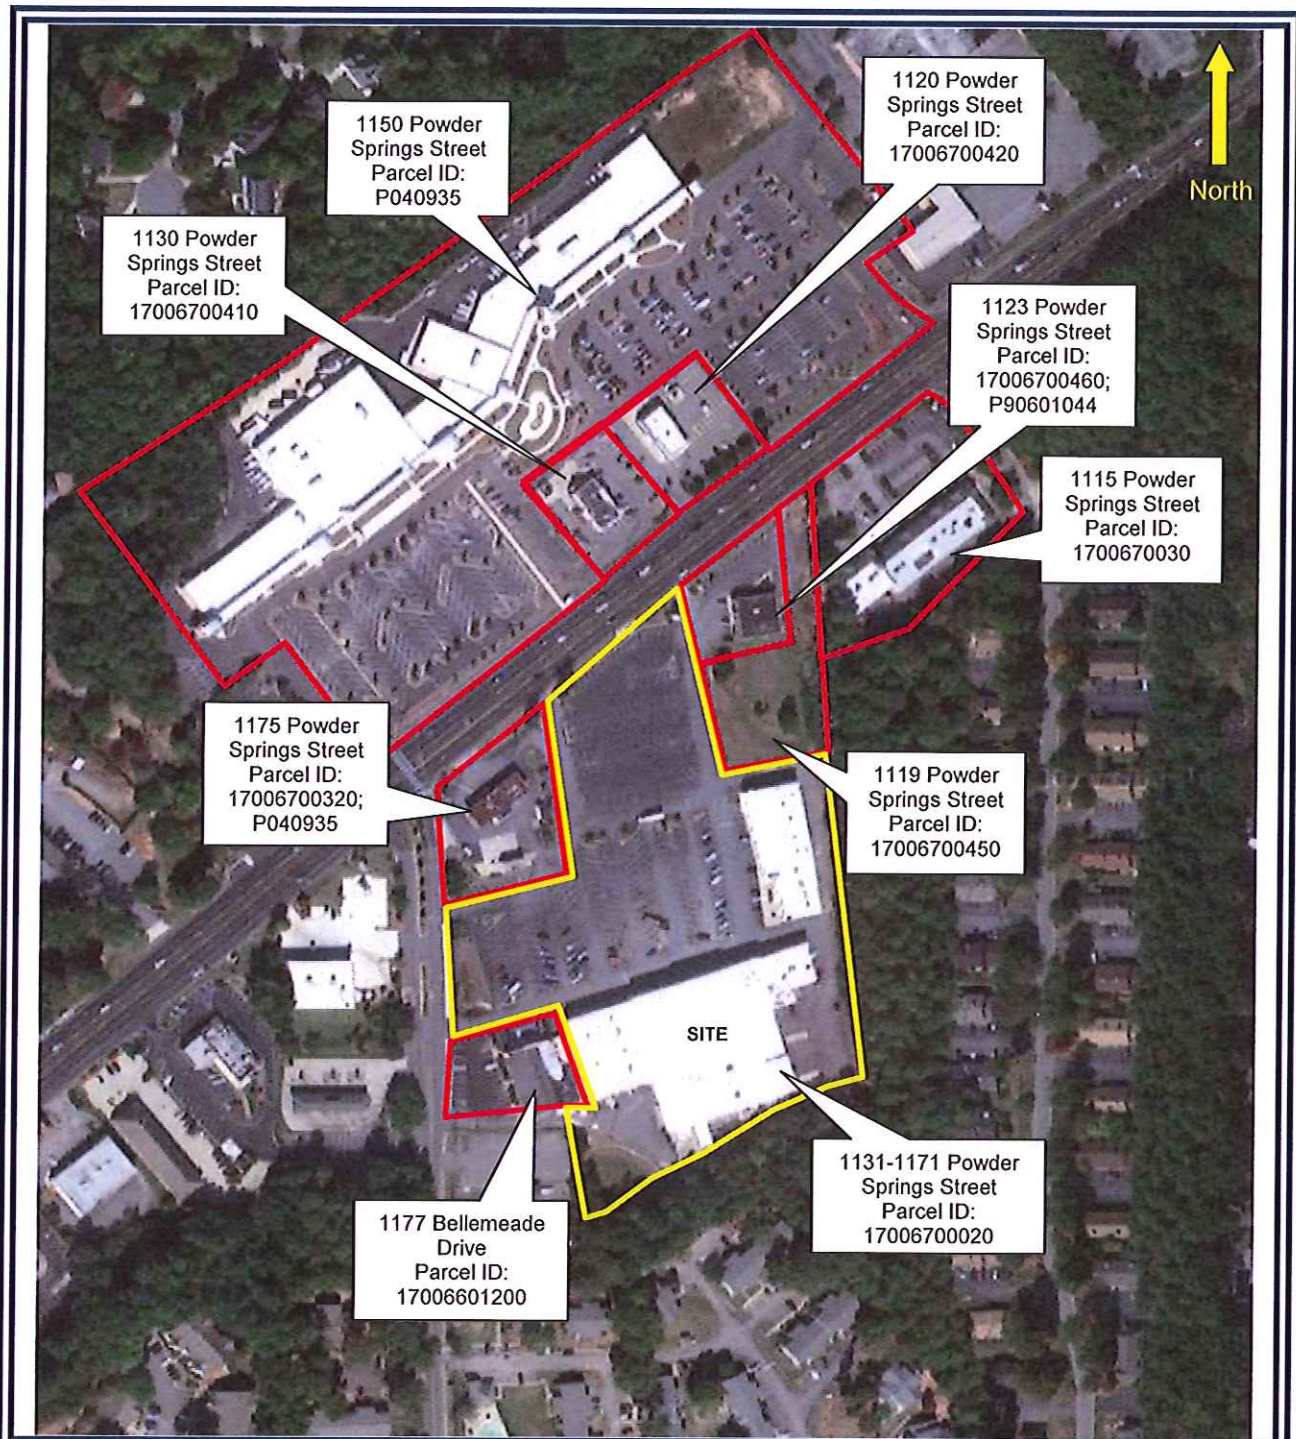 1120 Powder
Springs Street
Parcel ID:
17006700420
North
1150 Powder
Springs Street
Parcel ID:
P040935
1130 Powder
Springs Street
Parcel ID:
17006700410
1123 Powder
Springs Street
Parcel ID:
17006700460;
P90601044
1115 Powder
Springs Street
Parcel ID:
1700670030
1175 Powder
Springs Street
Parcel ID:
17006700320;
P040935
1119 Powder
Springs Street
Parcel ID:
17006700450
SITE
1131-1171 Powder
Springs Street
Parcel ID:
17006700020
1177 Bellemeade
Drive
Parcel ID:
17006601200